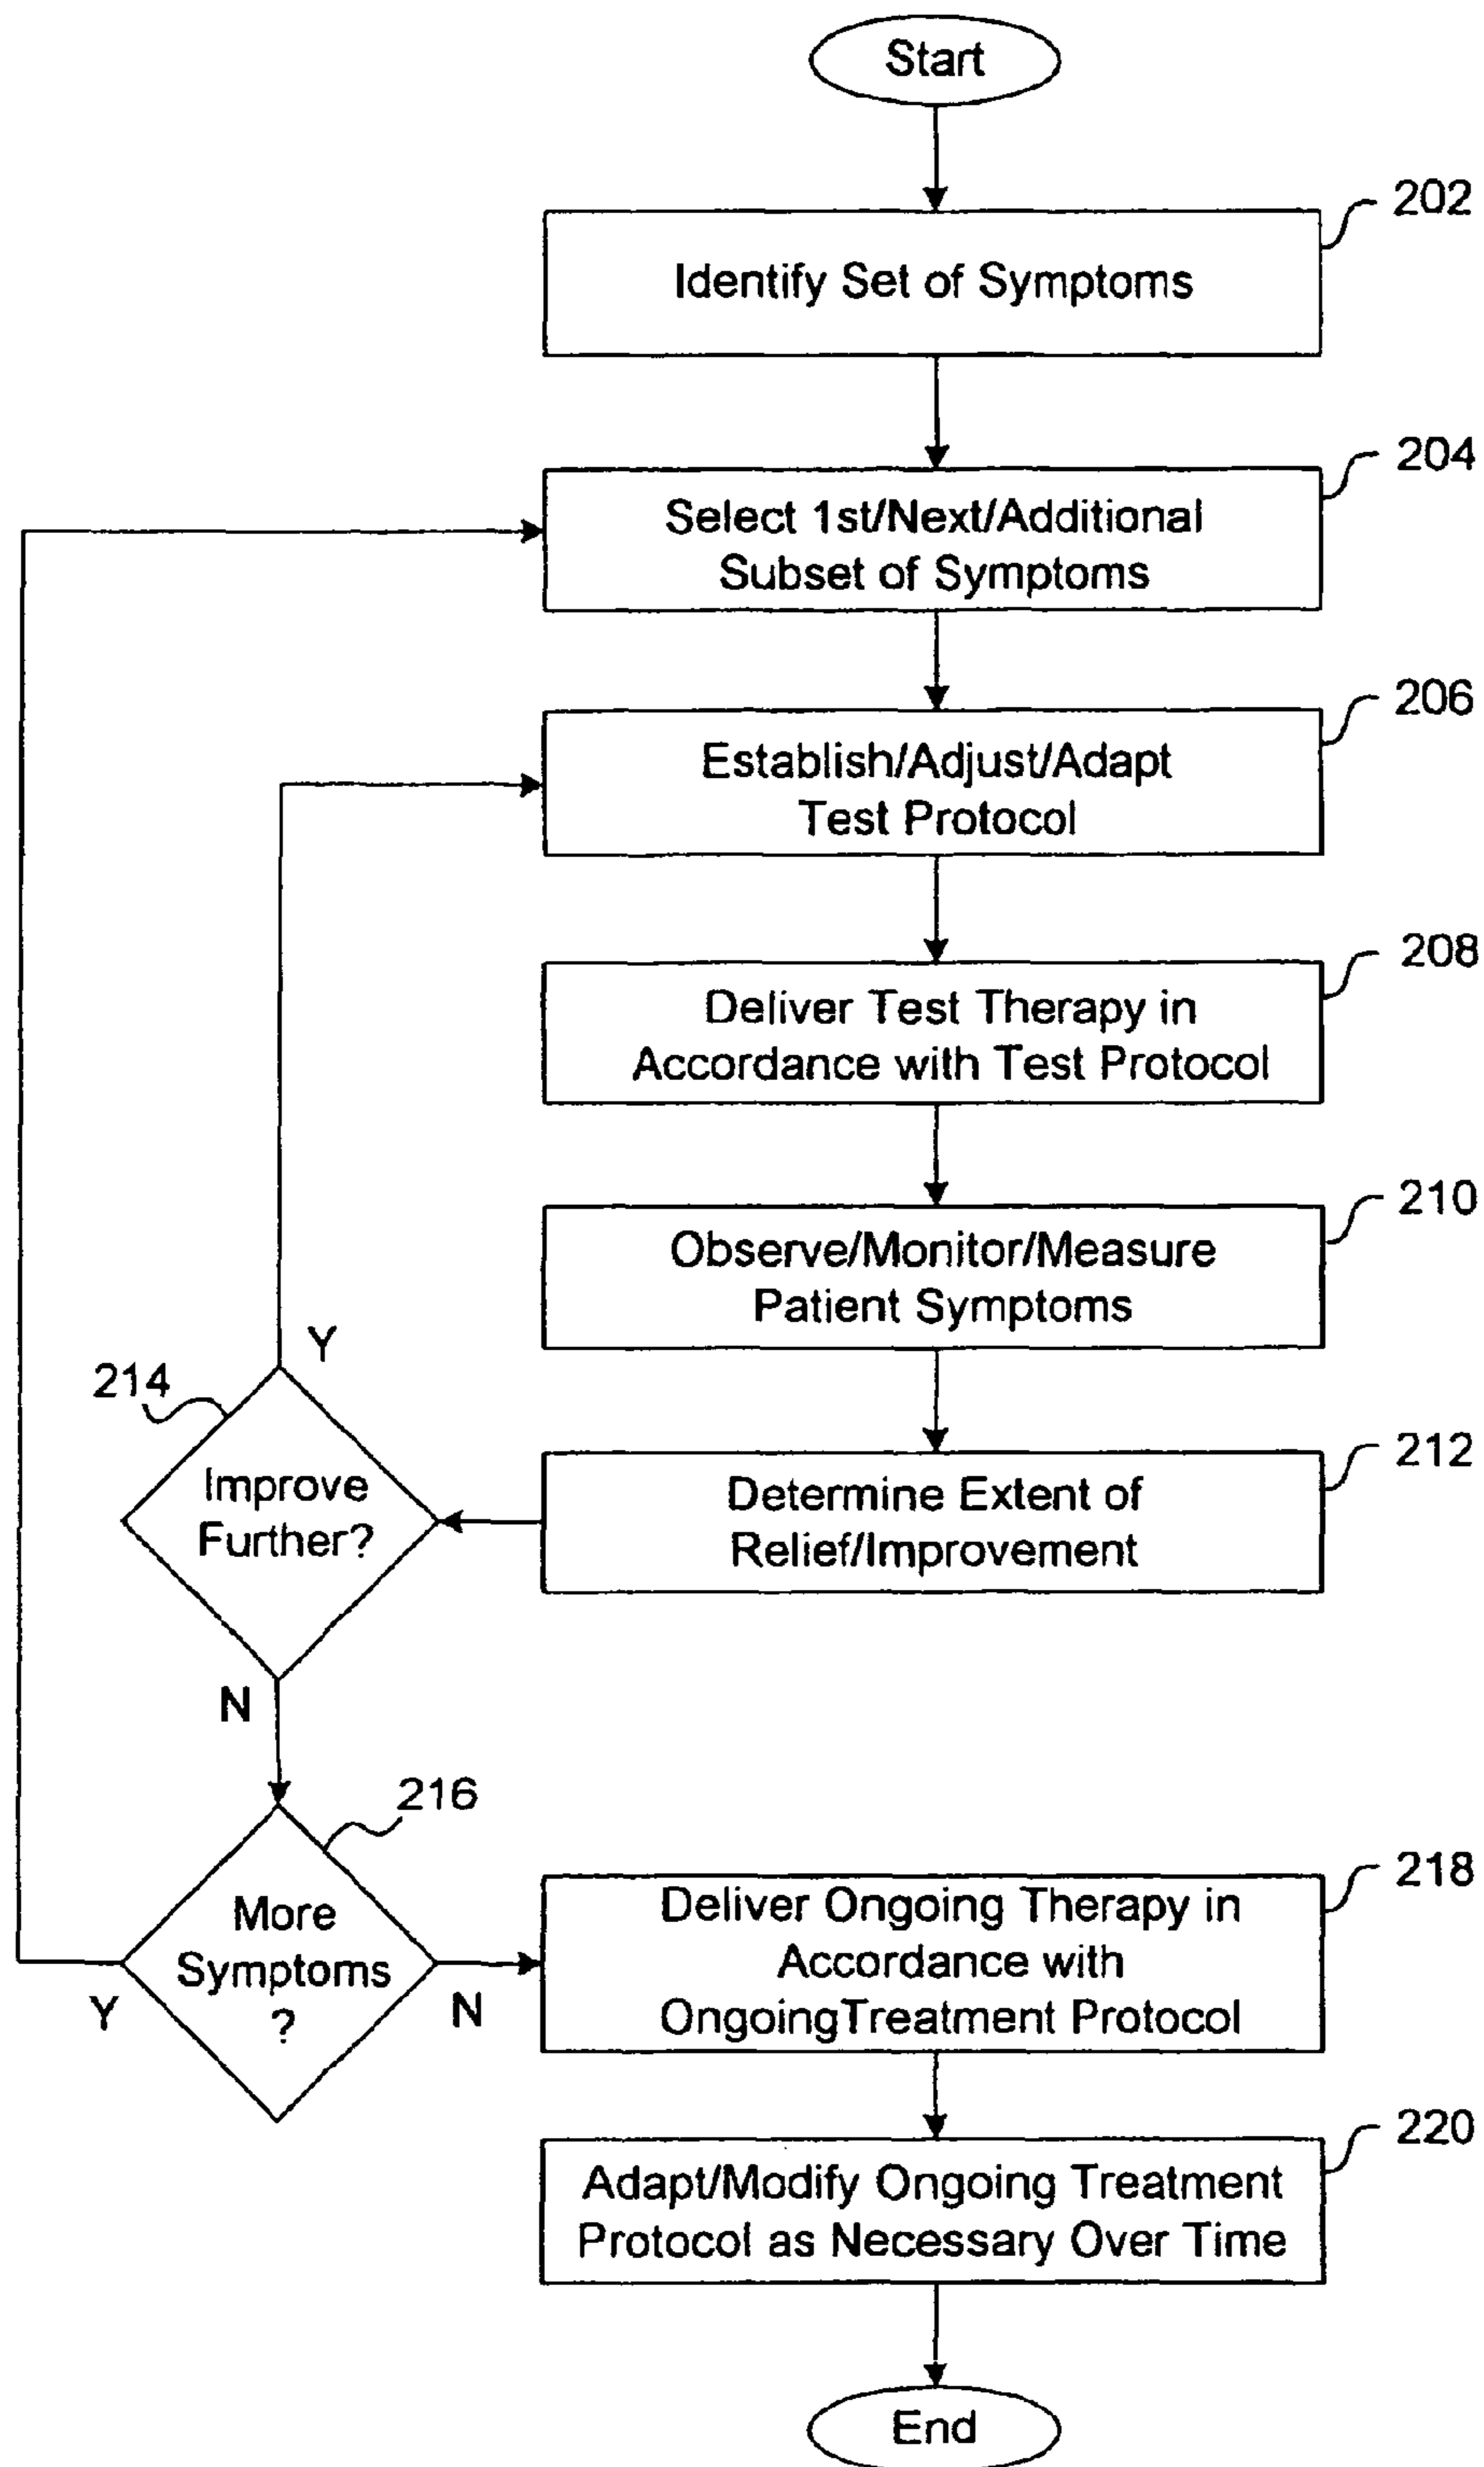 Start
202
Identify Set of Symptoms
204
Select 1st/Next/Additional
Subset of Symptoms
206
Establish/Adjust/Adapt
Test Protocol
208
Deliver Test Therapy in
Accordance with Test Protocol
210
Observe/Monitor/Measure
Patient Symptoms
Y
214
Improve
Further?
212
Determine Extent of
Relief/Improvement
N
216
More
Symptoms
?
Y
N
218
Deliver Ongoing Therapy in
Accordance with
OngoingTreatment Protocol
220
Adapt/Modify Ongoing Treatment
Protocol as Necessary Over Time
End